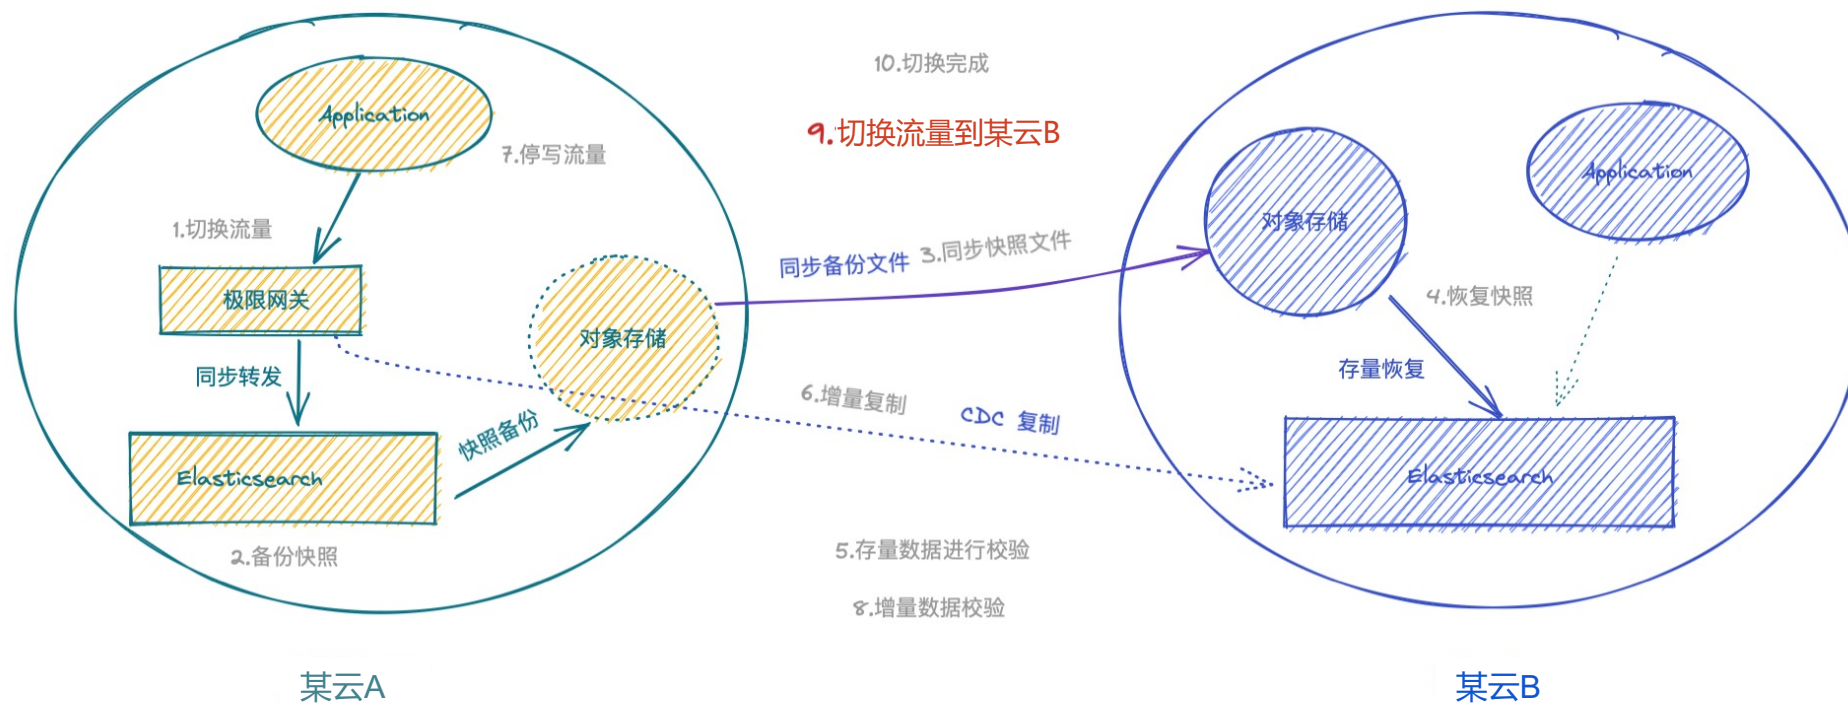 10.切换完成
9.切换流量到某云B
Application
7.停写流量
1.切换流量
极限网关
同步转发
对象存储
快照备份
Elasticsearch
2.备份快照
同步备份文件
3.同步快照文件
6.增量复制
CDC 复制
5.存量数据进行校验
8.增量数据校验
对象存储
Application
4.恢复快照
存量恢复
Elasticsearch
某云A
某云B